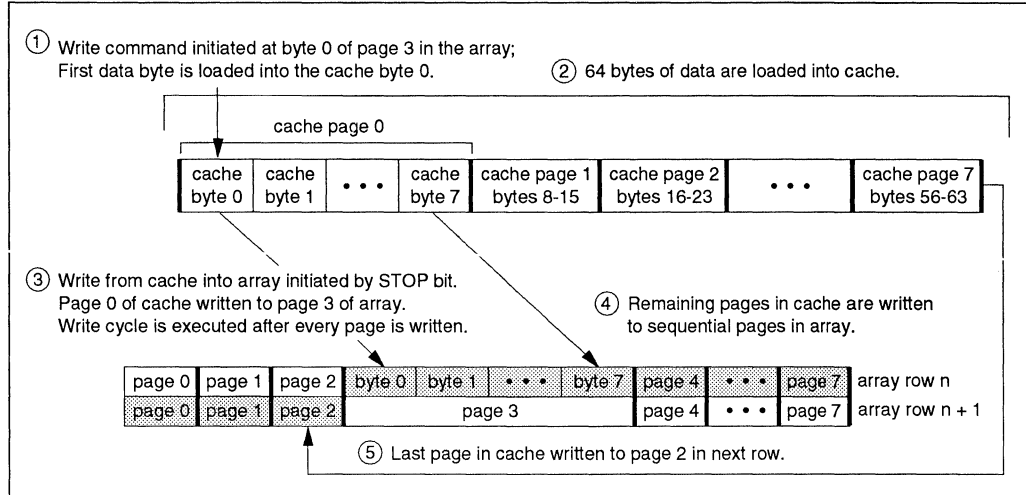 ① Write command initiated at byte 0 of page 3 in the array;
First data byte is loaded into the cache byte 0.
② 64 bytes of data are loaded into cache.
cache page 0
cache byte 0 cache byte 1 • • • cache byte 7 cache page 1 bytes 8-15 cache page 2 bytes 16-23 • • • cache page 7 bytes 56-63
③ Write from cache into array initiated by STOP bit.
Page 0 of cache written to page 3 of array.
Write cycle is executed after every page is written.
④ Remaining pages in cache are written
to sequential pages in array.
page 0 page 1 page 2 byte 0 byte 1 • • • byte 7 page 4 • • • page 7 array row n
page 0 page 1 page 2 page 3 page 4 • • • page 7 array row n + 1
⑤ Last page in cache written to page 2 in next row.